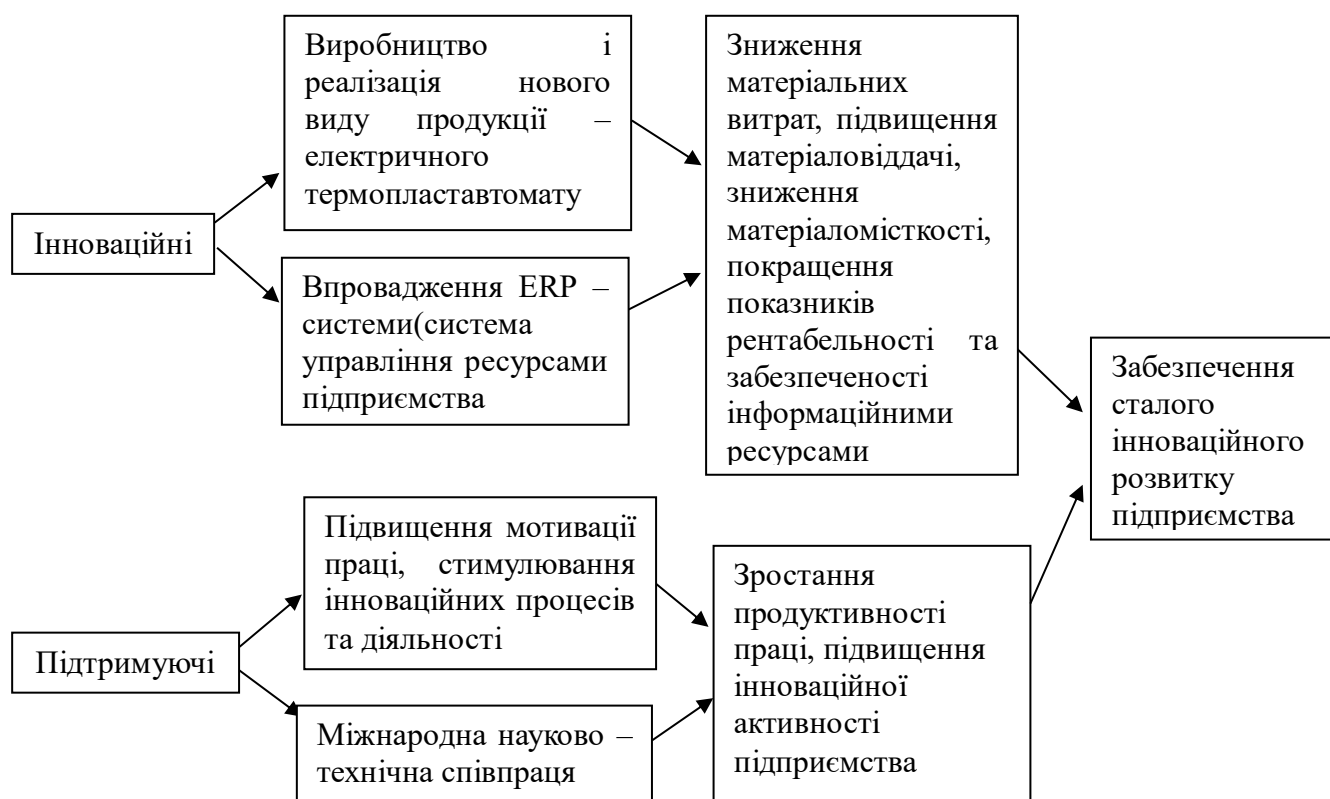 Виробництво і
реалізація нового
виду продукції –
електричного
термопластавтомату
Зниження
матеріальних
витрат, підвищення
матеріаловіддачі,
зниження
матеріаломісткості,
покращення
показників
рентабельності та
забезпеченості
інформаційними
ресурсами
Інноваційні
Впровадження ERP –
системи(система
управління ресурсами
підприємства
Забезпечення
сталого
інноваційного
розвитку
підприємства
Підвищення мотивації
праці, стимулювання
інноваційних процесів
та діяльності
Зростання
продуктивності
праці, підвищення
інноваційної
активності
підприємства
Підтримуючі
Міжнародна науково –
технічна співпраця